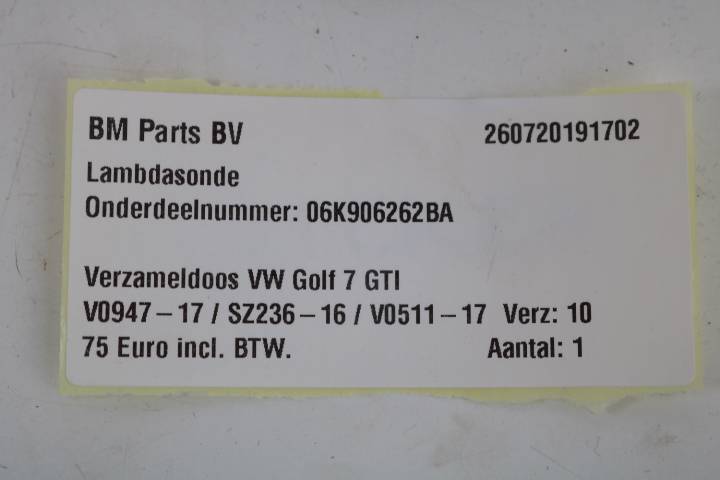 BM Parts BV 260720191702
Lambdasonde
Onderdeelnummer: 06K906262BA
Verzameldoos VW Golf 7 GTI
V0947-17 / SZ236-16 / V0511-17 Verz: 10
75 Euro incl. BTW. Aantal: 1